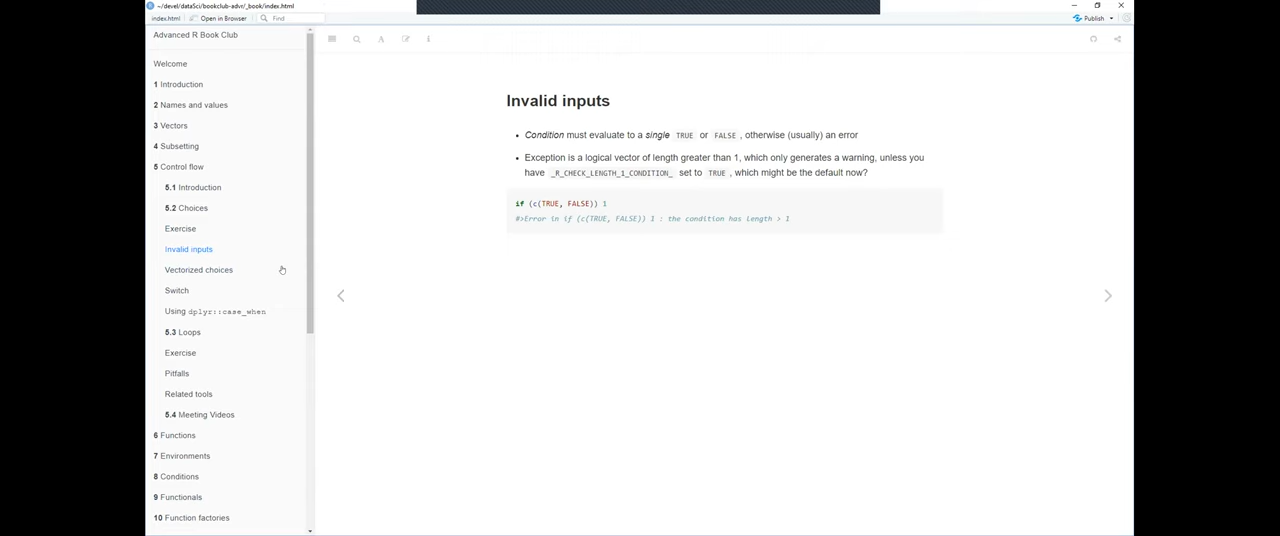 ~/devel/dataSci/bookclub-advr/_book/index.html
index.html Open in Browser Find Publish
Advanced R Book Club
Welcome
1 Introduction
2 Names and values
3 Vectors
4 Subsetting
5 Control flow
5.1 Introduction
5.2 Choices
Exercise
Invalid inputs
Vectorized choices
Switch
Using dplyr::case_when
5.3 Loops
Exercise
Pitfalls
Related tools
5.4 Meeting Videos
6 Functions
7 Environments
8 Conditions
9 Functionals
10 Function factories
Invalid inputs
• Condition must evaluate to a single TRUE or FALSE, otherwise (usually) an error
• Exception is a logical vector of length greater than 1, which only generates a warning, unless you
have _R_CHECK_LENGTH_1_CONDITION_ set to TRUE, which might be the default now?
if (c(TRUE, FALSE)) 1
#>Error in if (c(TRUE, FALSE)) 1 : the condition has length > 1